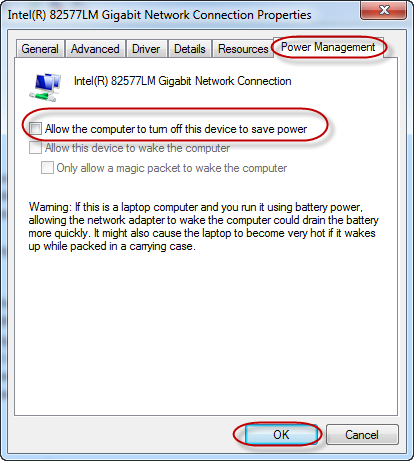 Intel(R) 82577LM Gigabit Network Connection Properties
General Advanced Driver Details Resources Power Management
Intel(R) 82577LM Gigabit Network Connection
Allow the computer to turn off this device to save power
Allow this device to wake the computer
Only allow a magic packet to wake the computer
Warning: If this is a laptop computer and you run it using battery power,
allowing the network adapter to wake the computer could drain the battery
more quickly. It might also cause the laptop to become very hot if it wakes
up while packed in a carrying case.
OK Cancel